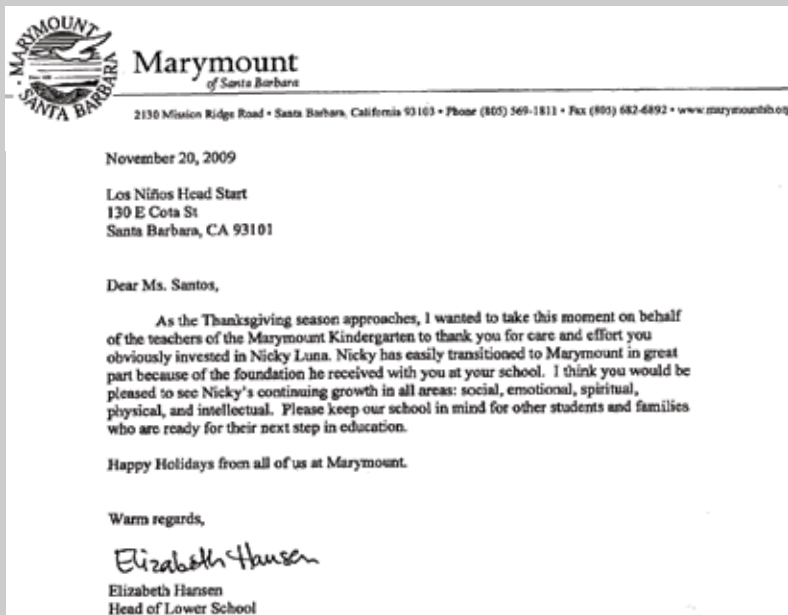 MARYMOUNT
SANTA BARBARA
Marymount
of Santa Barbara
2130 Mission Ridge Road • Santa Barbara, California 93103 • Phone (805) 569-1811 • Fax (805) 682-6892 • www.marymountsb.org
November 20, 2009
Los Niños Head Start
130 E Cota St
Santa Barbara, CA 93101
Dear Ms. Santos,
As the Thanksgiving season approaches, I wanted to take this moment on behalf
of the teachers of the Marymount Kindergarten to thank you for care and effort you
obviously invested in Nicky Luna. Nicky has easily transitioned to Marymount in great
part because of the foundation he received with you at your school. I think you would be
pleased to see Nicky's continuing growth in all areas: social, emotional, spiritual,
physical, and intellectual. Please keep our school in mind for other students and families
who are ready for their next step in education.
Happy Holidays from all of us at Marymount.
Warm regards,
Elizabeth Hansen
Elizabeth Hansen
Head of Lower School